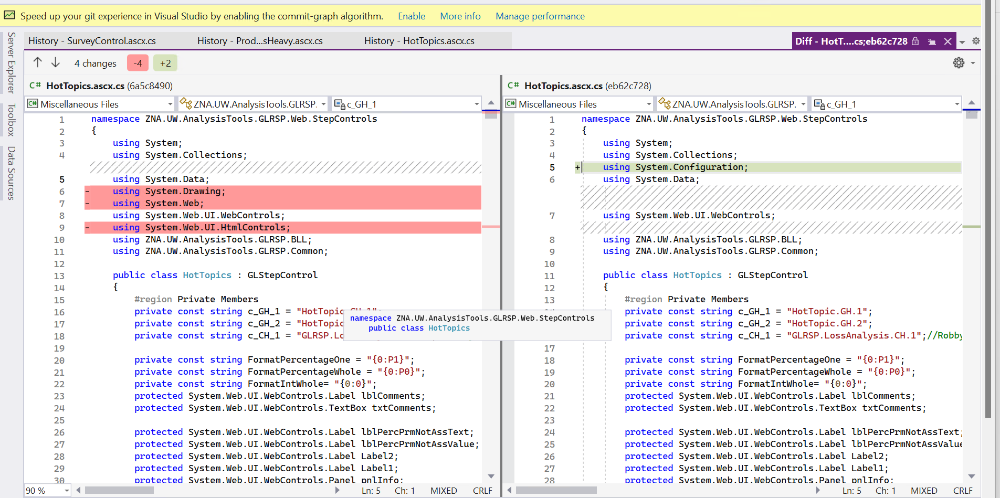 Speed up your git experience in Visual Studio by enabling the commit-graph algorithm. Enable More info Manage performance
Server Explorer
Toolbox
Data Sources
History - SurveyControl.ascx.cs History - Prod...sHeavy.ascx.cs History - HotTopics.ascx.cs Diff - HotT....cs;eb62c728
4 changes -4 +2
C# HotTopics.ascx.cs (6a5c8490)
C# Miscellaneous Files ZNA.UW.AnalysisTools.GLRSP. c_GH_1
1 namespace ZNA.UW.AnalysisTools.GLRSP.Web.StepControls
2 {
3 using System;
4 using System.Collections;
5 using System.Data;
6 - using System.Drawing;
7 - using System.Web;
8 using System.Web.UI.WebControls;
9 - using System.Web.UI.HtmlControls;
10 using ZNA.UW.AnalysisTools.GLRSP.BLL;
11 using ZNA.UW.AnalysisTools.GLRSP.Common;
12
13 public class HotTopics : GLStepControl
14 {
15 #region Private Members
16 private const string c_GH_1 = "HotTopic.GH.1";
17 private const string c_GH_2 = "HotTopic
18 private const string c_CH_1 = "GLRSP.Lo
19
20 private const string FormatPercentageOne = "{0:P1}";
21 private const string FormatPercentageWhole = "{0:P0}";
22 private const string FormatIntWhole= "{0:0}";
23 protected System.Web.UI.WebControls.Label lblComments;
24 protected System.Web.UI.WebControls.TextBox txtComments;
25
26 protected System.Web.UI.WebControls.Label lblPercPrmNotAssText;
27 protected System.Web.UI.WebControls.Label lblPercPrmNotAssValue;
28 protected System.Web.UI.WebControls.Label Label2;
29 protected System.Web.UI.WebControls.Label Label1;
30 protected System.Web.UI.WebControls.Panel pnlInfo;
90 % Ln: 5 Ch: 1 MIXED CRLF
namespace ZNA.UW.AnalysisTools.GLRSP.Web.StepControls
public class HotTopics
C# HotTopics.ascx.cs (eb62c728)
C# Miscellaneous Files ZNA.UW.AnalysisTools.GLRSP. c_GH_1
1 namespace ZNA.UW.AnalysisTools.GLRSP.Web.StepControls
2 {
3 using System;
4 using System.Collections;
5 + using System.Configuration;
6 using System.Data;
7 using System.Web.UI.WebControls;
8 using ZNA.UW.AnalysisTools.GLRSP.BLL;
9 using ZNA.UW.AnalysisTools.GLRSP.Common;
10
11 public class HotTopics : GLStepControl
12 {
13 #region Private Members
private const string c_GH_1 = "HotTopic.GH.1";
private const string c_GH_2 = "HotTopic.GH.2";
private const string c_CH_1 = "GLRSP.LossAnalysis.CH.1";//Robby
17
18 private const string FormatPercentageOne = "{0:P1}";
19 private const string FormatPercentageWhole = "{0:P0}";
20 private const string FormatIntWhole= "{0:0}";
21 protected System.Web.UI.WebControls.Label lblComments;
22 protected System.Web.UI.WebControls.TextBox txtComments;
23
24 protected System.Web.UI.WebControls.Label lblPercPrmNotAssText;
25 protected System.Web.UI.WebControls.Label lblPercPrmNotAssValue
26 protected System.Web.UI.WebControls.Label Label2;
27 protected System.Web.UI.WebControls.Label Label1;
28 protected System.Web.UI.WebControls.Panel pnlInfo;
Ln: 5 Ch: 1 MIXED CRLF